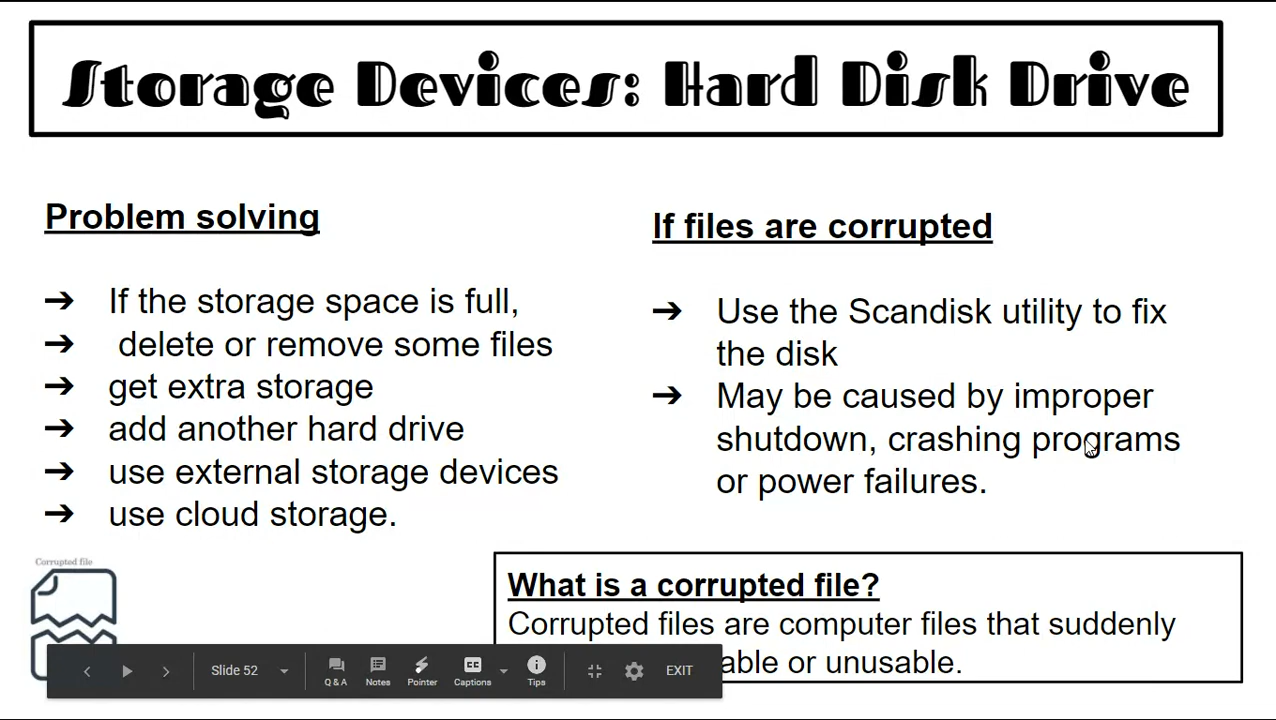 Storage Devices: Hard Disk Drive
Problem solving
➔ If the storage space is full,
➔ delete or remove some files
➔ get extra storage
➔ add another hard drive
➔ use external storage devices
➔ use cloud storage.
If files are corrupted
➔ Use the Scandisk utility to fix
the disk
➔ May be caused by improper
shutdown, crashing programs
or power failures.
Corrupted file
What is a corrupted file?
Corrupted files are computer files that suddenly
able or unusable.
Slide 52
Q & A
Notes
Pointer
CC
Captions
Tips
EXIT